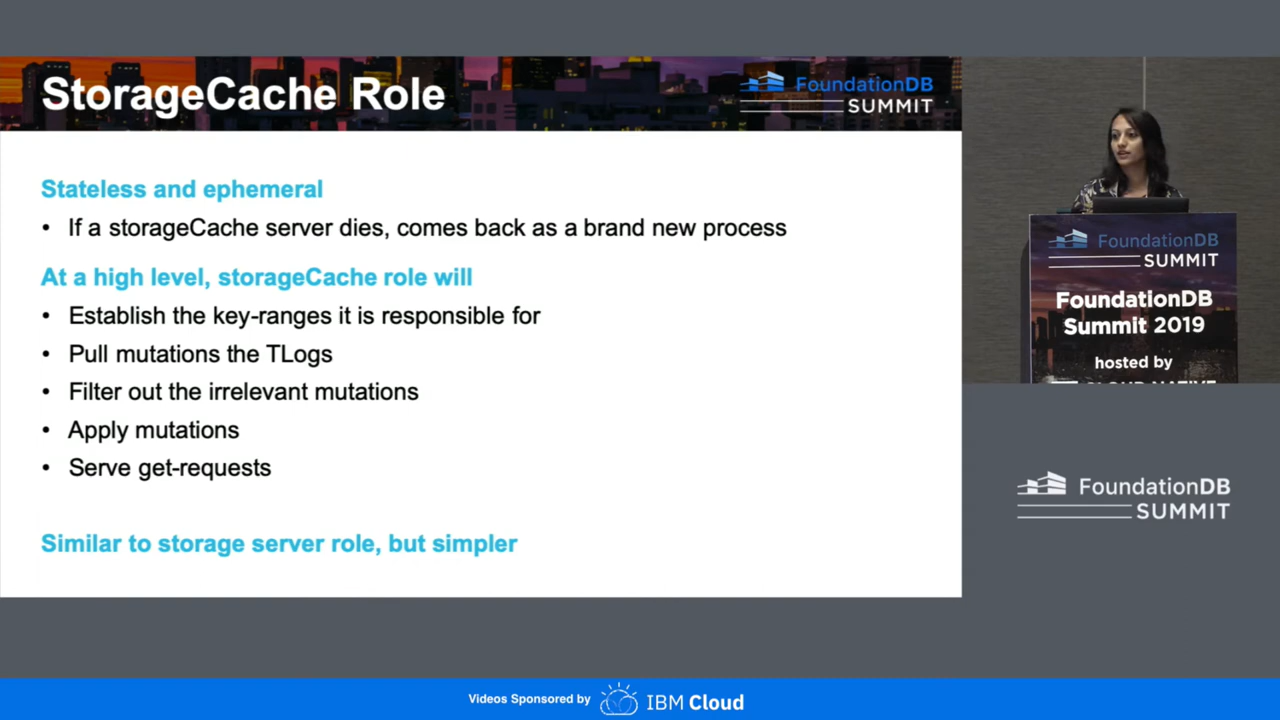 StorageCache Role
FoundationDB
SUMMIT
Stateless and ephemeral
• If a storageCache server dies, comes back as a brand new process
At a high level, storageCache role will
• Establish the key-ranges it is responsible for
• Pull mutations the TLogs
• Filter out the irrelevant mutations
• Apply mutations
• Serve get-requests
Similar to storage server role, but simpler
FoundationDB
SUMMIT
FoundationDB
Summit 2019
hosted by
CLOUD NATIVE
FoundationDB
SUMMIT
Videos Sponsored by IBM Cloud